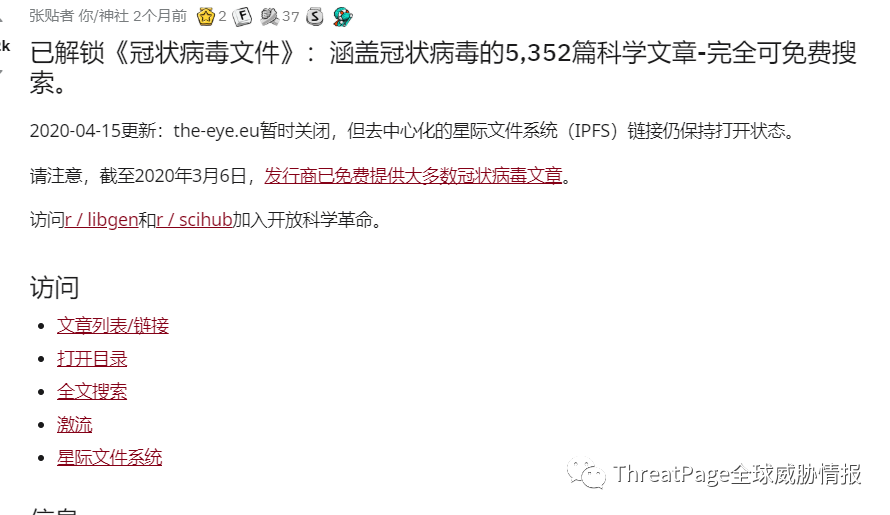 张贴者 你/神社 2个月前 2 F 37 S
2k
已解锁《冠状病毒文件》：涵盖冠状病毒的5,352篇科学文章-完全可免费搜
索。
2020-04-15更新：the-eye.eu暂时关闭，但去中心化的星际文件系统（IPFS）链接仍保持打开状态。
请注意，截至2020年3月6日，发行商已免费提供大多数冠状病毒文章。
访问r / libgen和r / scihub加入开放科学革命。
访问
文章列表/链接
打开目录
全文搜索
激流
星际文件系统
ThreatPage全球威胁情报